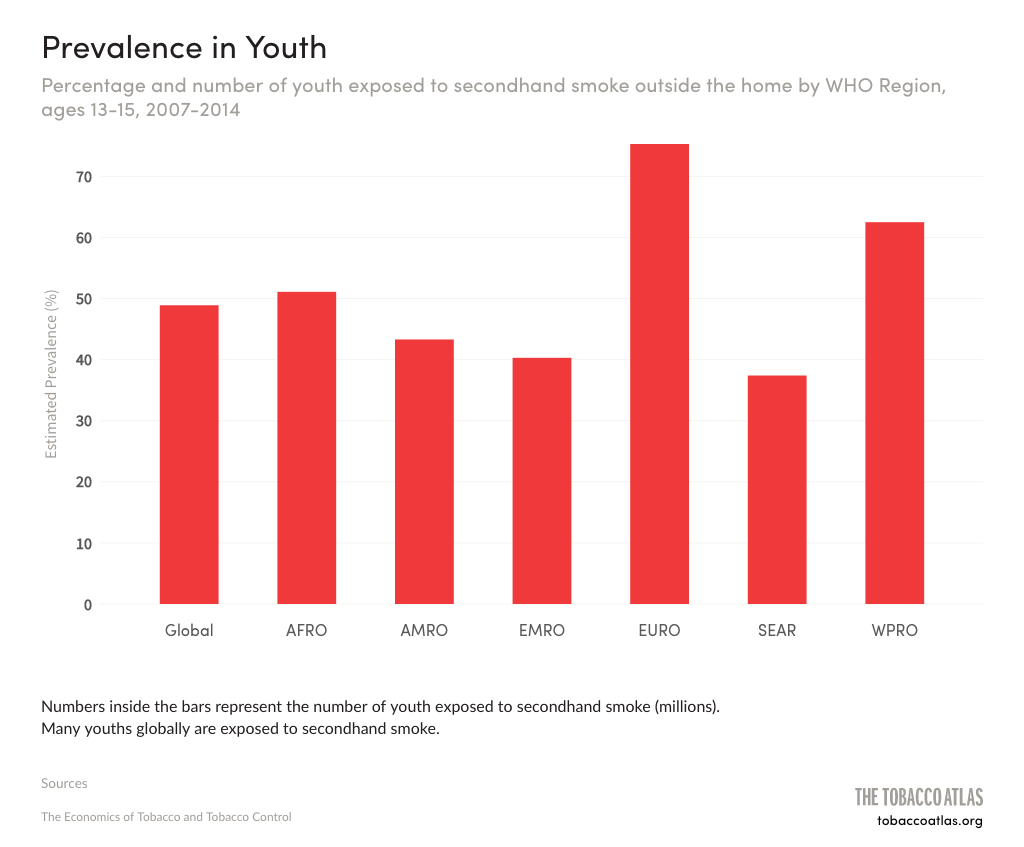 Prevalence in Youth
Percentage and number of youth exposed to secondhand smoke outside the home by WHO Region,
ages 13-15, 2007-2014
Estimated Prevalence (%)
70
60
50
40
30
20
10
0
Global AFRO AMRO EMRO EURO SEAR WPRO
Numbers inside the bars represent the number of youth exposed to secondhand smoke (millions).
Many youths globally are exposed to secondhand smoke.
Sources
The Economics of Tobacco and Tobacco Control
THE TOBACCO ATLAS
tobaccoatlas.org